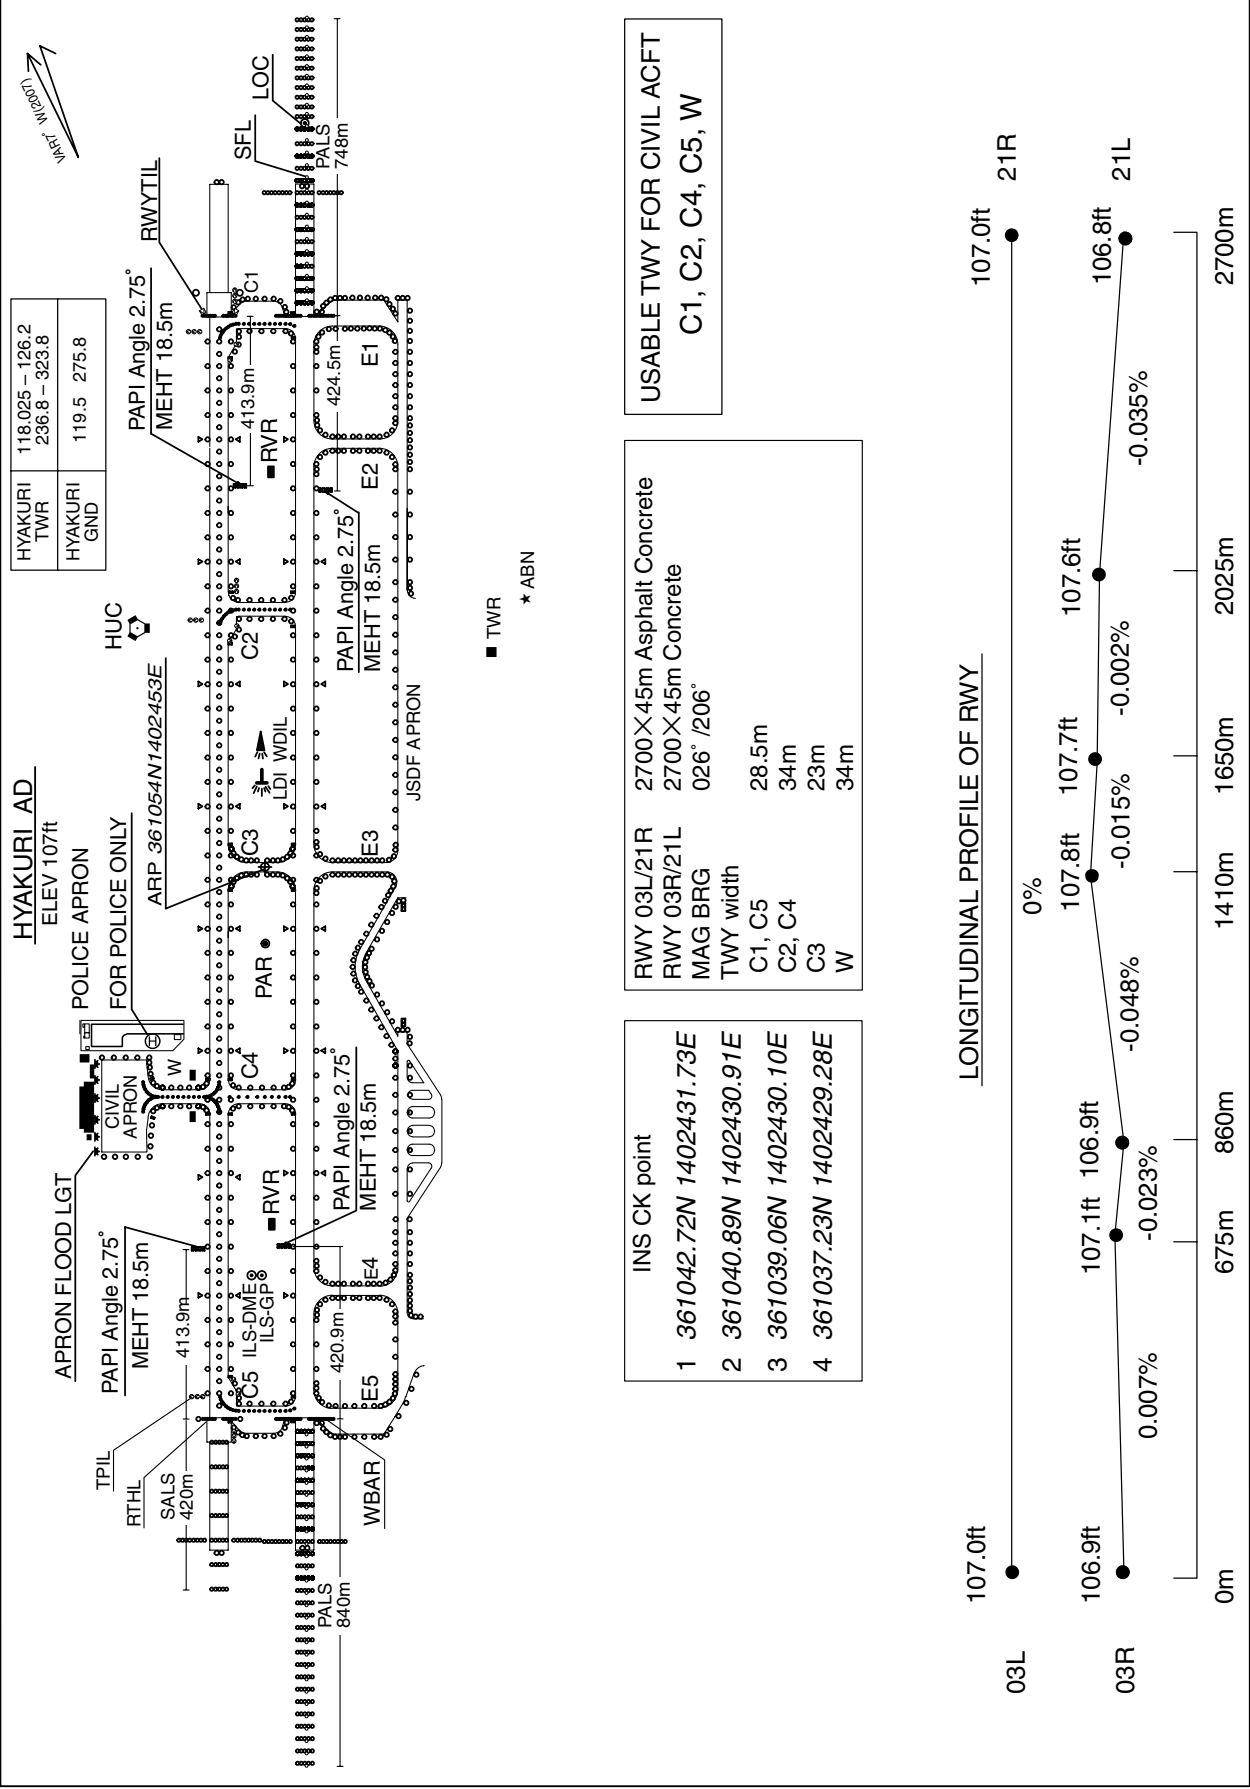 HYAKURI AD
ELEV 107ft
HYAKURI
TWR
118.025 – 126.2
236.8 – 323.8
HYAKURI
GND
119.5 275.8
VAR7° W(2007)
POLICE APRON
FOR POLICE ONLY
ARP 361054N1402453E
HUC
PAPI Angle 2.75°
MEHT 18.5m
RWYTIL
SFL
LOC
PALS
748m
APRON FLOOD LGT
CIVIL
APRON
W
PAPI Angle 2.75°
MEHT 18.5m
TPIL
RTHL
SALS
420m
413.9m
C5
ILS-DME
ILS-GP
RVR
C4
PAR
C3
LDI
WDIL
C2
RVR
413.9m
C1
PALS
840m
WBAR
420.9m
E5
E4
PAPI Angle 2.75°
MEHT 18.5m
E3
JSDF APRON
PAPI Angle 2.75°
MEHT 18.5m
E2
424.5m
E1
TWR
ABN
INS CK point
1 361042.72N 1402431.73E
2 361040.89N 1402430.91E
3 361039.06N 1402430.10E
4 361037.23N 1402429.28E
RWY 03L/21R 2700×45m Asphalt Concrete
RWY 03R/21L 2700×45m Concrete
MAG BRG 026° /206°
TWY width
C1, C5 28.5m
C2, C4 34m
C3 23m
W 34m
USABLE TWY FOR CIVIL ACFT
C1, C2, C4, C5, W
LONGITUDINAL PROFILE OF RWY
107.0ft 107.0ft
03L 21R
0%
106.9ft 107.1ft 106.9ft 107.8ft 107.7ft 107.6ft 106.8ft
03R 21L
0.007% -0.023% -0.048% -0.015% -0.002% -0.035%
0m 675m 860m 1410m 1650m 2025m 2700m